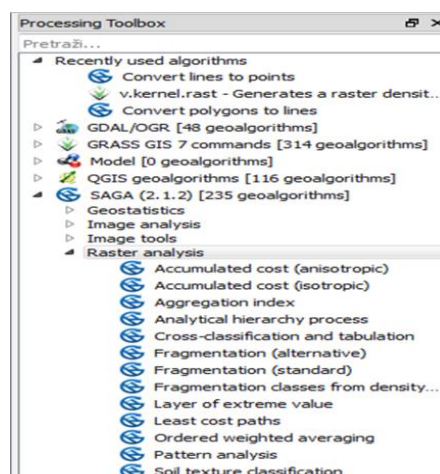 Processing Toolbox
Pretraži...
Recently used algorithms
Convert lines to points
v.kernel.rast - Generates a raster densit...
Convert polygons to lines
GDAL/OGR [48 geoalgorithms]
GRASS GIS 7 commands [314 geoalgorithms]
Model [0 geoalgorithms]
QGIS geoalgorithms [116 geoalgorithms]
SAGA (2.1.2) [235 geoalgorithms]
Geostatistics
Image analysis
Image tools
Raster analysis
Accumulated cost (anisotropic)
Accumulated cost (isotropic)
Aggregation index
Analytical hierarchy process
Cross-classification and tabulation
Fragmentation (alternative)
Fragmentation (standard)
Fragmentation classes from density...
Layer of extreme value
Least cost paths
Ordered weighted averaging
Pattern analysis
Soil texture classification